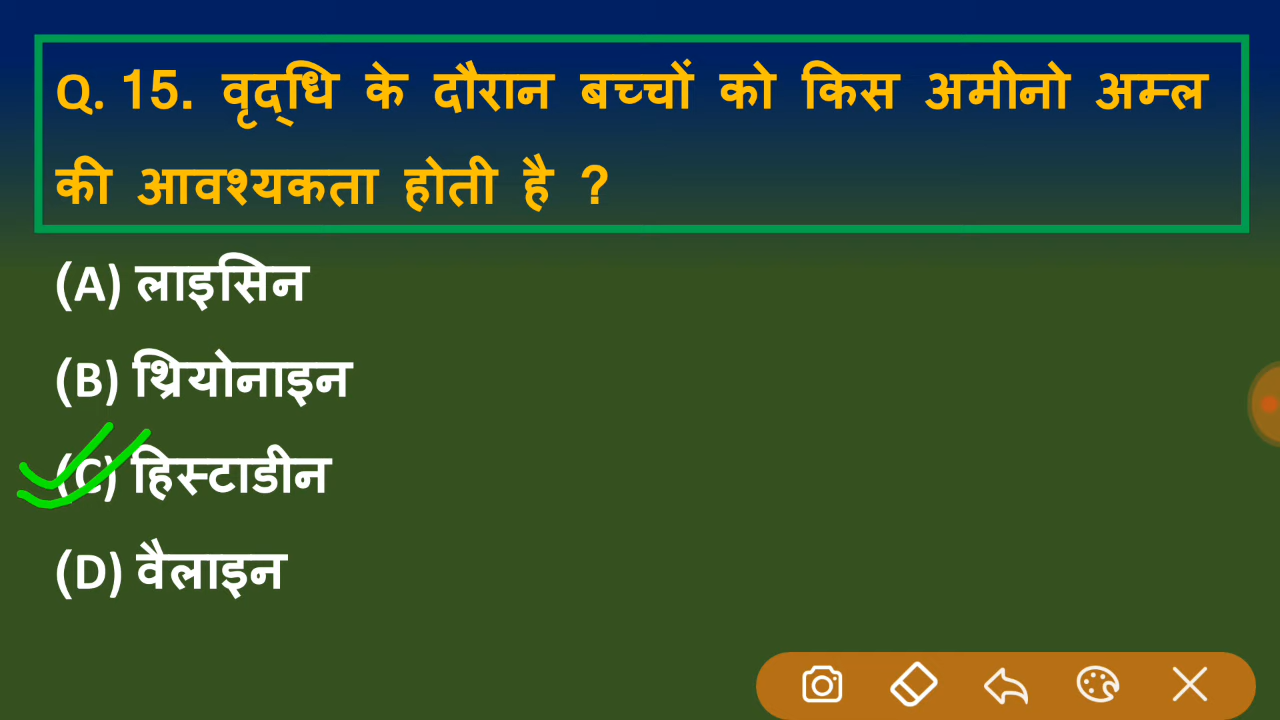 Q. 15. वृद्धि के दौरान बच्चों को किस अमीनो अम्ल
की आवश्यकता होती है ?
(A) लाइसिन
(B) थ्रियोनाइन
(C) हिस्टाडीन
(D) वैलाइन